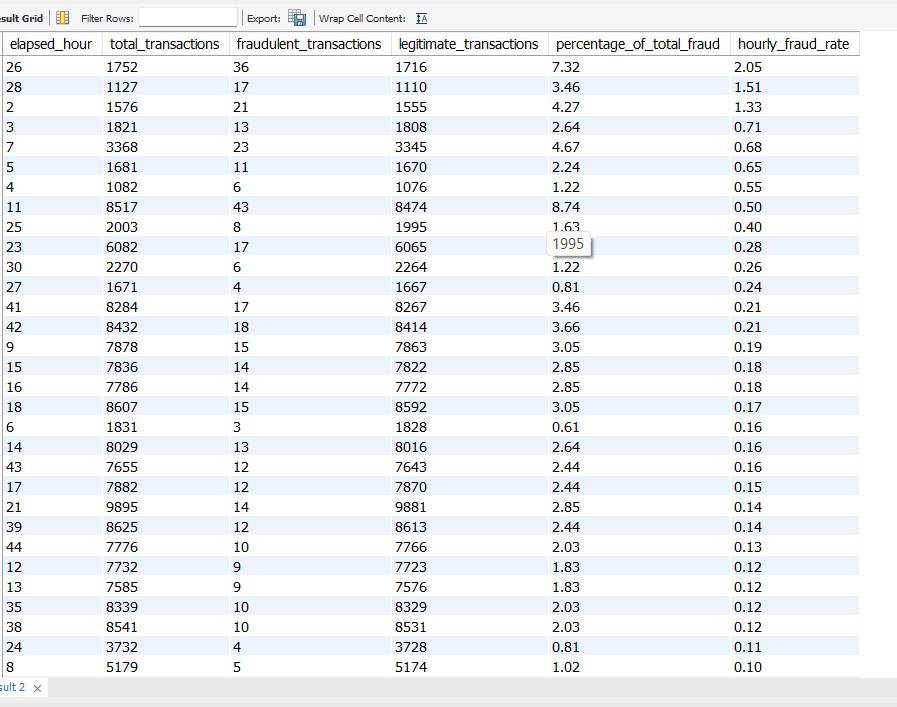 esult Grid Filter Rows: Export: Wrap Cell Content: IA
elapsed_hour total_transactions fraudulent_transactions legitimate_transactions percentage_of_total_fraud hourly_fraud_rate
26 1752 36 1716 7.32 2.05
28 1127 17 1110 3.46 1.51
2 1576 21 1555 4.27 1.33
3 1821 13 1808 2.64 0.71
7 3368 23 3345 4.67 0.68
5 1681 11 1670 2.24 0.65
4 1082 6 1076 1.22 0.55
11 8517 43 8474 8.74 0.50
25 2003 8 1995 1.63 0.40
23 6082 17 6065 1995 0.28
30 2270 6 2264 1.22 0.26
27 1671 4 1667 0.81 0.24
41 8284 17 8267 3.46 0.21
42 8432 18 8414 3.66 0.21
9 7878 15 7863 3.05 0.19
15 7836 14 7822 2.85 0.18
16 7786 14 7772 2.85 0.18
18 8607 15 8592 3.05 0.17
6 1831 3 1828 0.61 0.16
14 8029 13 8016 2.64 0.16
43 7655 12 7643 2.44 0.16
17 7882 12 7870 2.44 0.15
21 9895 14 9881 2.85 0.14
39 8625 12 8613 2.44 0.14
44 7776 10 7766 2.03 0.13
12 7732 9 7723 1.83 0.12
13 7585 9 7576 1.83 0.12
35 8339 10 8329 2.03 0.12
38 8541 10 8531 2.03 0.12
24 3732 4 3728 0.81 0.11
8 5179 5 5174 1.02 0.10
sult 2